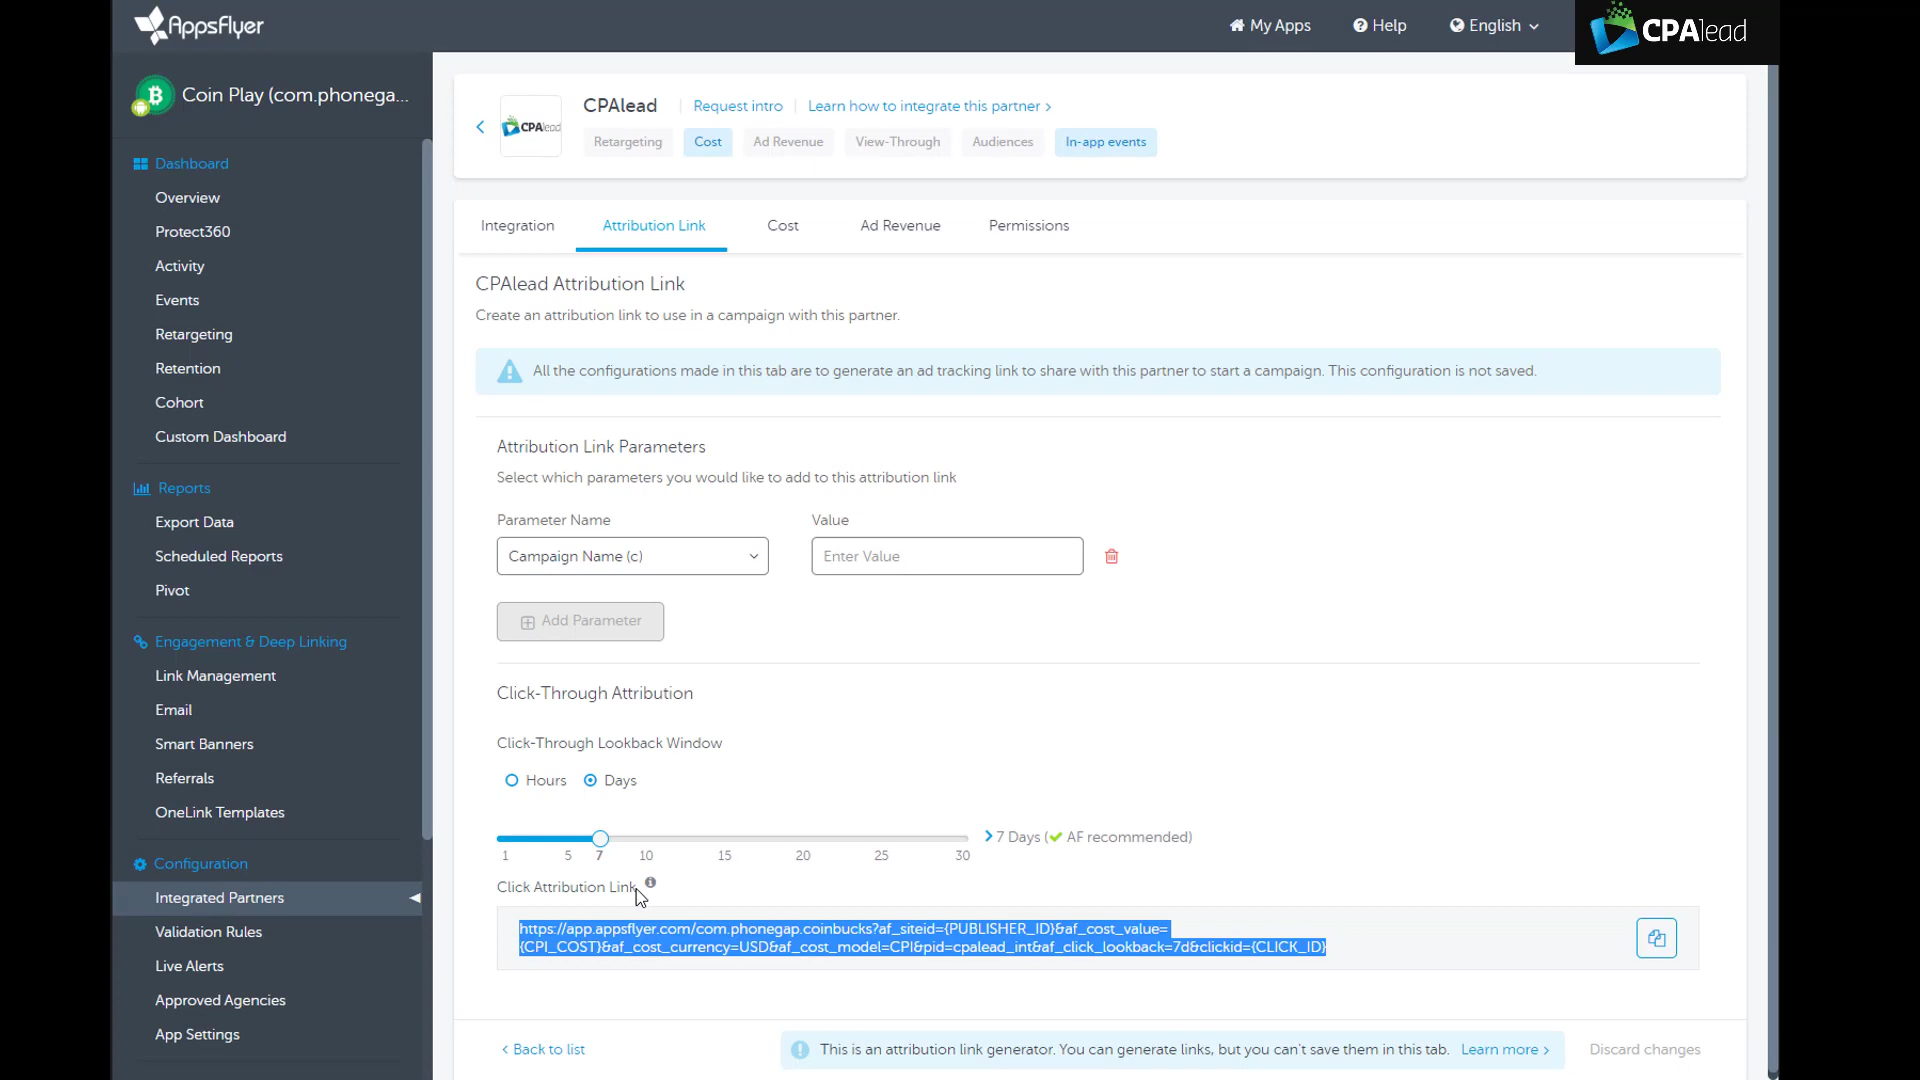 AppsFlyer
My Apps
Help
English
CPAlead
Coin Play (com.phonega...
Dashboard
Overview
Protect360
Activity
Events
Retargeting
Retention
Cohort
Custom Dashboard
Reports
Export Data
Scheduled Reports
Pivot
Engagement & Deep Linking
Link Management
Email
Smart Banners
Referrals
OneLink Templates
Configuration
Integrated Partners
Validation Rules
Live Alerts
Approved Agencies
App Settings
CPAlead
CPAlead
Request intro
Learn how to integrate this partner >
Retargeting
Cost
Ad Revenue
View-Through
Audiences
In-app events
Integration
Attribution Link
Cost
Ad Revenue
Permissions
CPAlead Attribution Link
Create an attribution link to use in a campaign with this partner.
All the configurations made in this tab are to generate an ad tracking link to share with this partner to start a campaign. This configuration is not saved.
Attribution Link Parameters
Select which parameters you would like to add to this attribution link
Parameter Name
Value
Campaign Name (c)
Enter Value
Add Parameter
Click-Through Attribution
Click-Through Lookback Window
Hours
Days
> 7 Days (✓ AF recommended)
1 5 7 10 15 20 25 30
Click Attribution Link
https://app.appsflyer.com/com.phonegap.coinbucks?af_siteid={PUBLISHER_ID}&af_cost_value=
{CPI_COST}&af_cost_currency=USD&af_cost_model=CPI&pid=cpalead_int&af_click_lookback=7d&clickid={CLICK_ID}
< Back to list
This is an attribution link generator. You can generate links, but you can't save them in this tab.
Learn more >
Discard changes